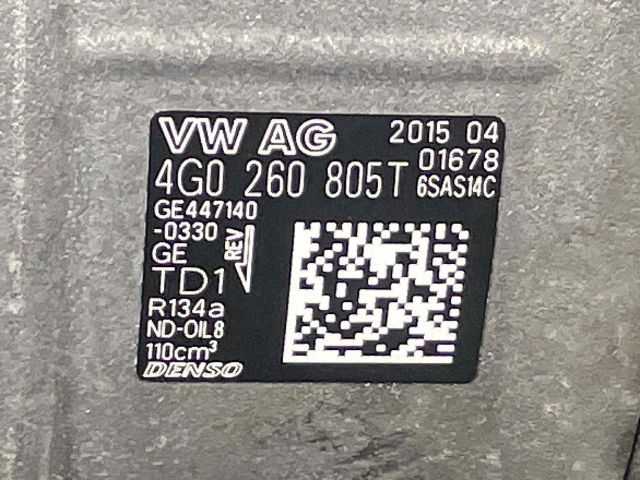 VW AG 2015 04
01678
4G0 260 805T 6SAS14C
GE447140
-0330
REV
GE
TD1
R134a
ND-OIL8
110cm³
DENSO